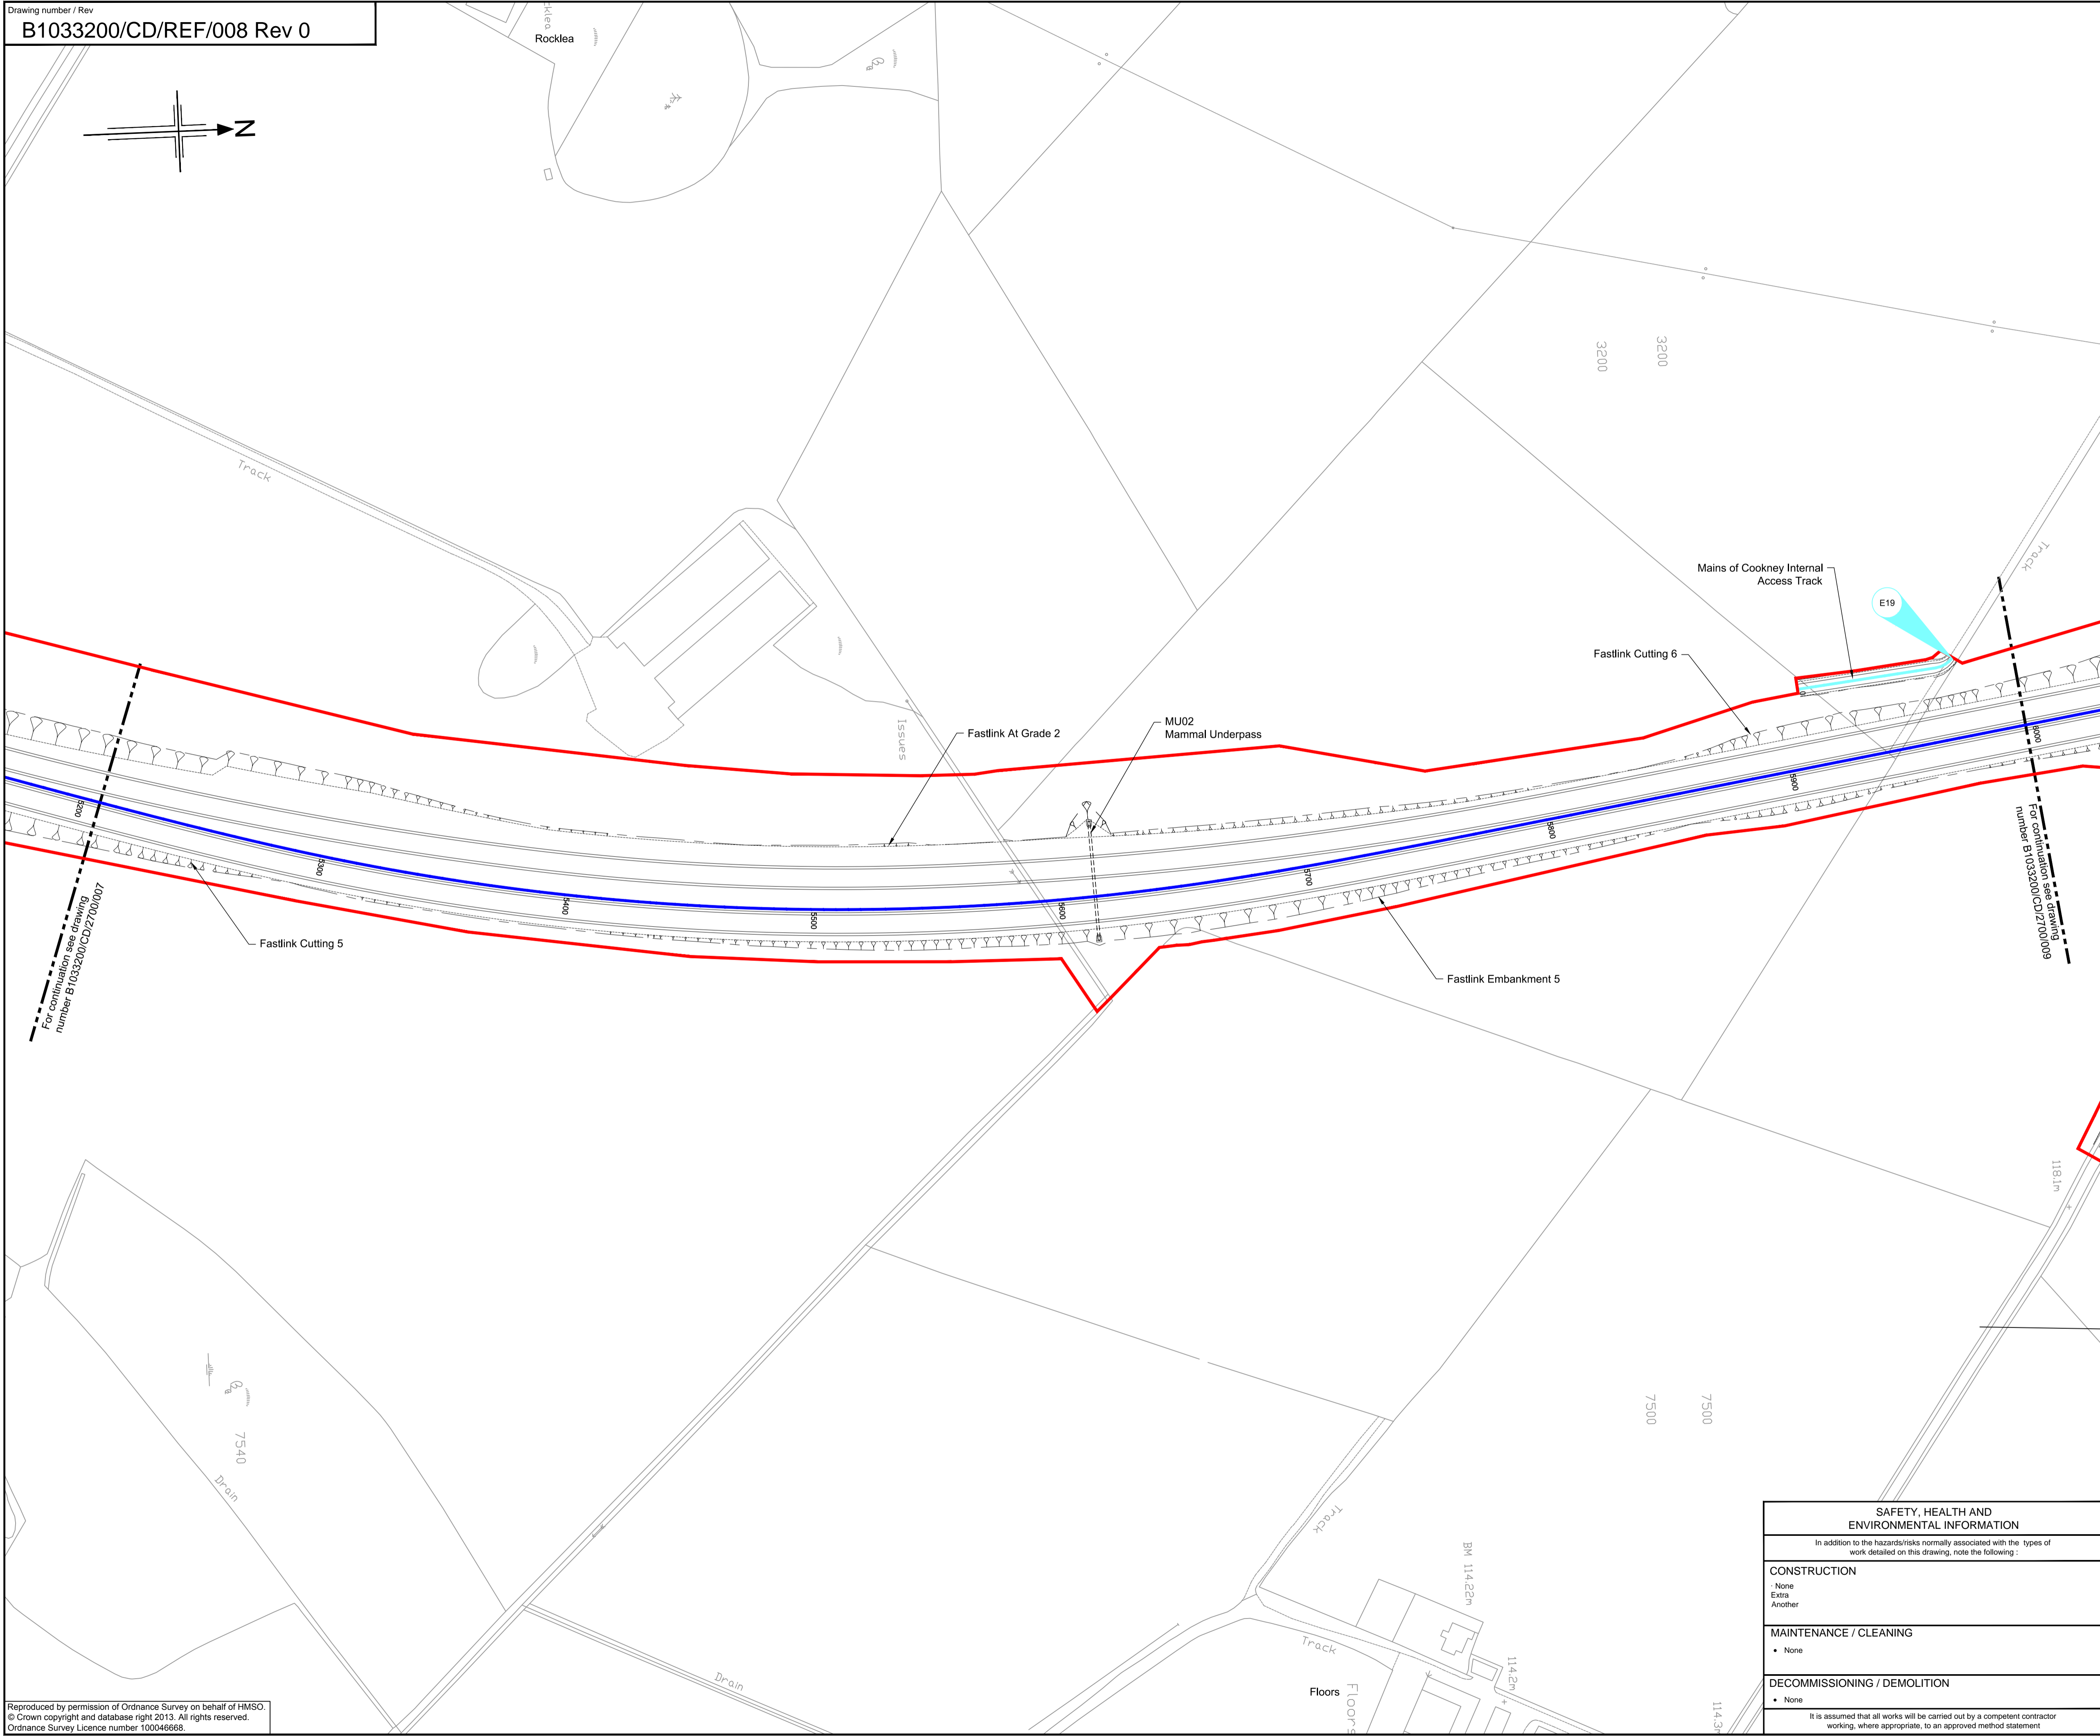 Drawing number / Rev
B1033200/CD/REF/008 Rev 0
Rocklea
cklea
N
Track
3200
3200
Track
Mains of Cookney Internal
Access Track
E19
Fastlink Cutting 6
0
MU02
Mammal Underpass
Fastlink At Grade 2
Issues
5200
5300
5400
5500
5600
5700
5800
5900
6000
For continuation see drawing
number B1033200/CD/2700/007
For continuation see drawing
number B1033200/CD/2700/009
Fastlink Cutting 5
Fastlink Embankment 5
118.1m
7540
Drain
7500
7500
Track
BM 114.22m
Track
114.2m
Drain
Floors
Floors
114.3m
SAFETY, HEALTH AND
ENVIRONMENTAL INFORMATION
In addition to the hazards/risks normally associated with the types of
work detailed on this drawing, note the following :
CONSTRUCTION
· None
Extra
Another
MAINTENANCE / CLEANING
• None
DECOMMISSIONING / DEMOLITION
• None
It is assumed that all works will be carried out by a competent contractor
working, where appropriate, to an approved method statement
Reproduced by permission of Ordnance Survey on behalf of HMSO.
© Crown copyright and database right 2013. All rights reserved.
Ordnance Survey Licence number 100046668.